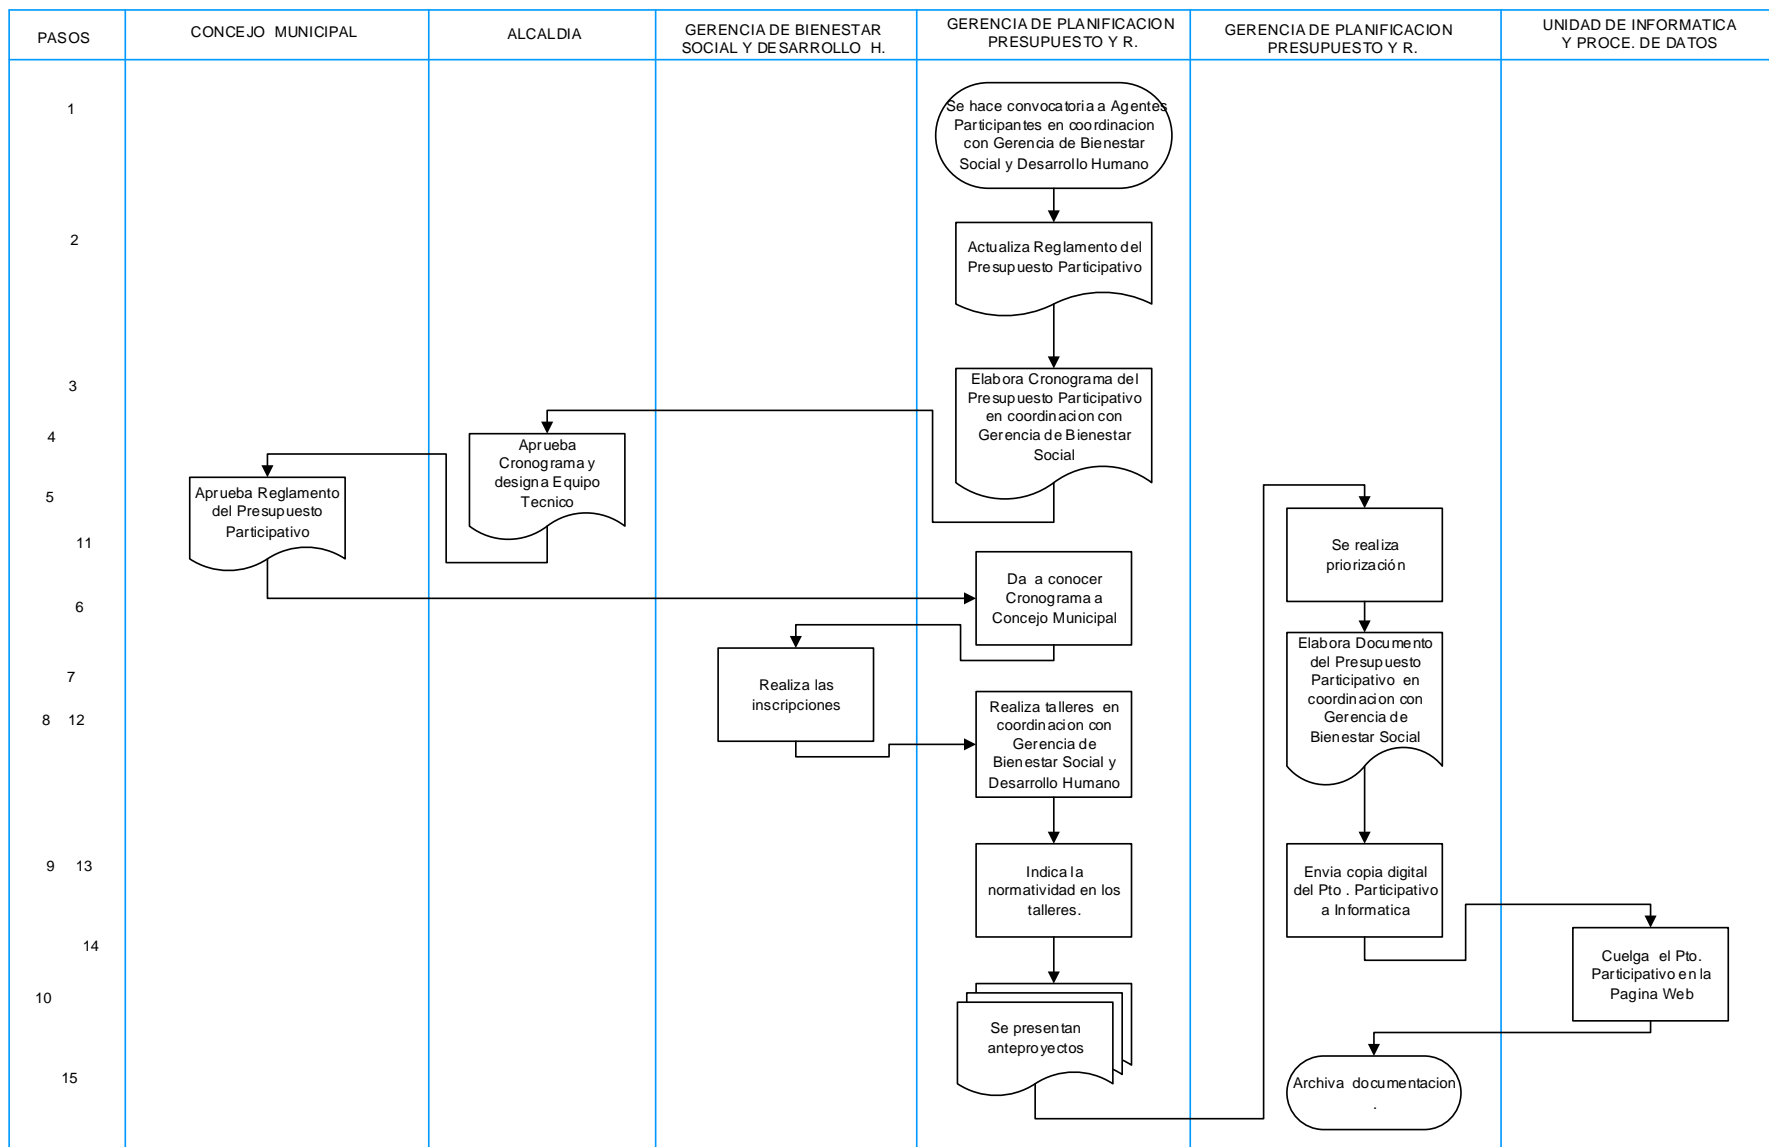 PASOS
CONCEJO MUNICIPAL
ALCALDIA
GERENCIA DE BIENESTAR
SOCIAL Y DESARROLLO H.
GERENCIA DE PLANIFICACION
PRESUPUESTO Y R.
GERENCIA DE PLANIFICACION
PRESUPUESTO Y R.
UNIDAD DE INFORMATICA
Y PROCE. DE DATOS
1
Se hace convocatoria a Agentes
Participantes en coordinacion
con Gerencia de Bienestar
Social y Desarrollo Humano
2
Actualiza Reglamento del
Presupuesto Participativo
3
Elabora Cronograma del
Presupuesto Participativo
en coordinacion con
Gerencia de Bienestar
Social
4
Aprueba
Cronograma y
designa Equipo
Tecnico
5
Aprueba Reglamento
del Presupuesto
Participativo
11
Se realiza
priorización
6
Da a conocer
Cronograma a
Concejo Municipal
7
Realiza las
inscripciones
Elabora Documento
del Presupuesto
Participativo en
coordinacion con
Gerencia de
Bienestar Social
8 12
Realiza talleres en
coordinacion con
Gerencia de
Bienestar Social y
Desarrollo Humano
9 13
Indica la
normatividad en los
talleres.
Envia copia digital
del Pto . Participativo
a Informatica
14
Cuelga el Pto.
Participativo en la
Pagina Web
10
Se presentan
anteproyectos
15
Archiva documentacion
.